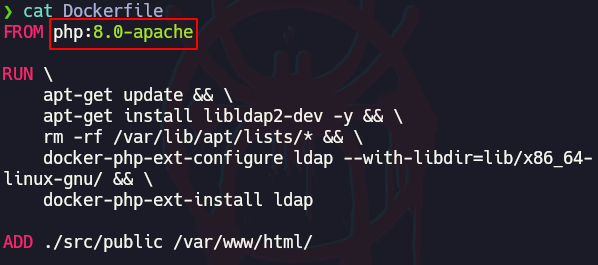 ❯ cat Dockerfile
FROM php:8.0-apache
RUN \
apt-get update && \
apt-get install libldap2-dev -y && \
rm -rf /var/lib/apt/lists/* && \
docker-php-ext-configure ldap --with-libdir=lib/x86_64-
linux-gnu/ && \
docker-php-ext-install ldap
ADD ./src/public /var/www/html/